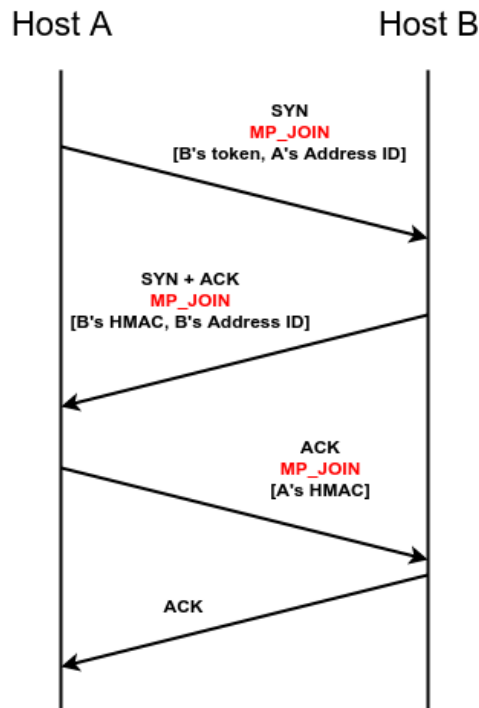 Host A
Host B
SYN
MP_JOIN
[B's token, A's Address ID]
SYN + ACK
MP_JOIN
[B's HMAC, B's Address ID]
ACK
MP_JOIN
[A's HMAC]
ACK